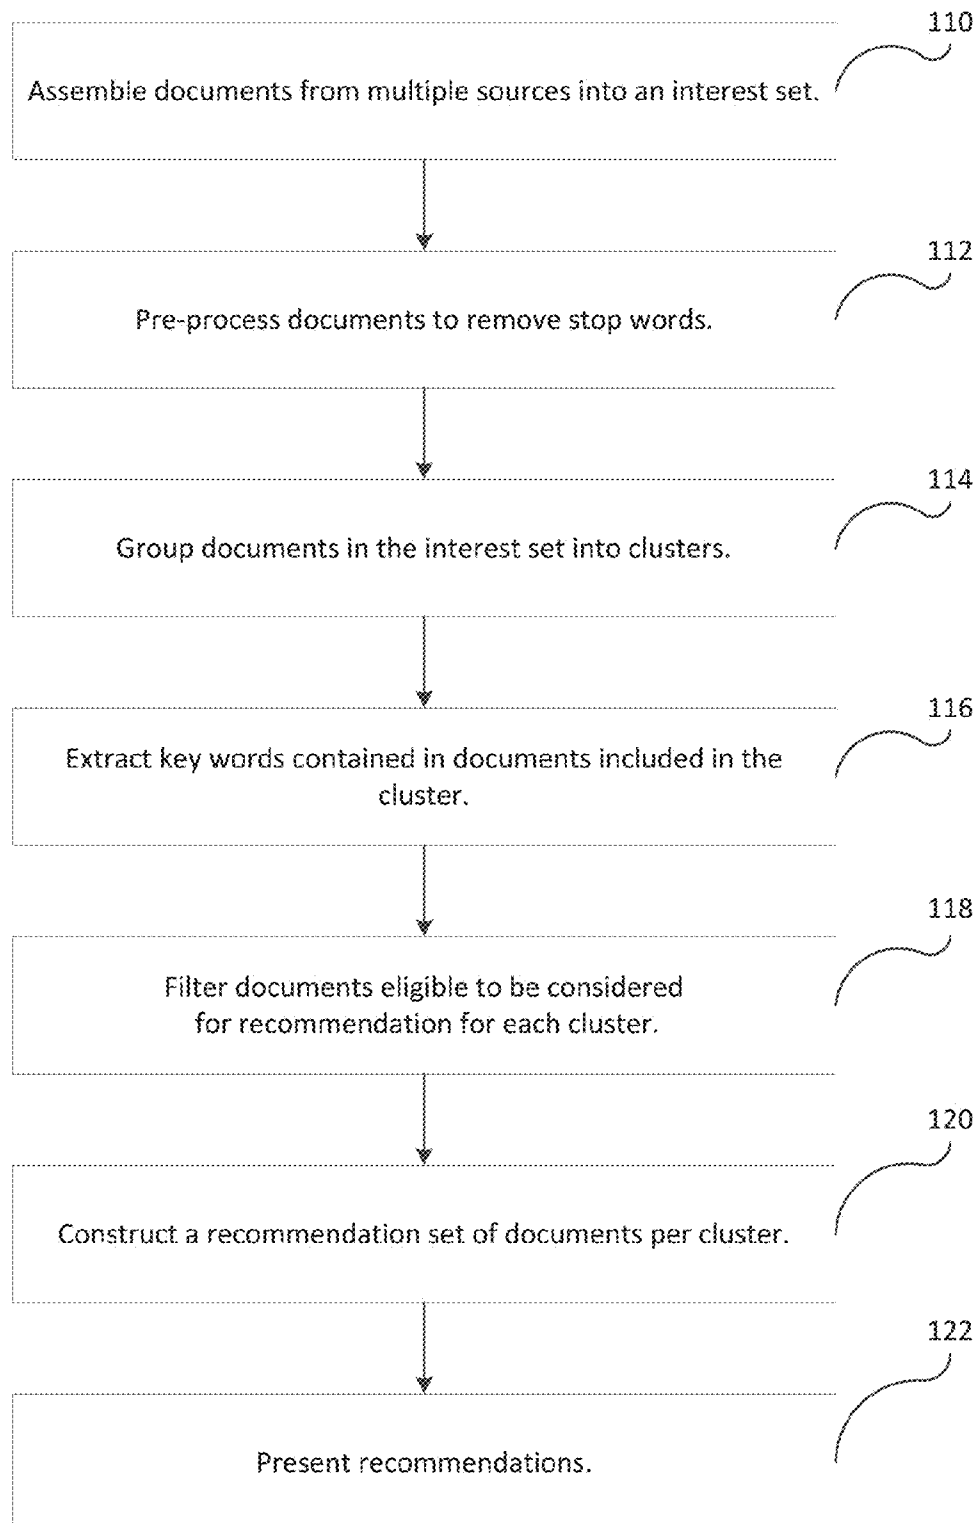 110
Assemble documents from multiple sources into an interest set.
112
Pre-process documents to remove stop words.
114
Group documents in the interest set into clusters.
116
Extract key words contained in documents included in the
cluster.
118
Filter documents eligible to be considered
for recommendation for each cluster.
120
Construct a recommendation set of documents per cluster.
122
Present recommendations.